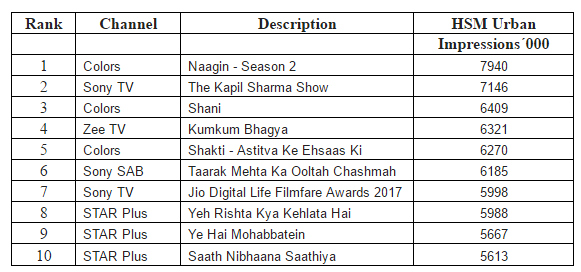 Rank Channel Description HSM Urban
Impressions´000
1 Colors Naagin - Season 2 7940
2 Sony TV The Kapil Sharma Show 7146
3 Colors Shani 6409
4 Zee TV Kumkum Bhagya 6321
5 Colors Shakti - Astitva Ke Ehsaas Ki 6270
6 Sony SAB Taarak Mehta Ka Ooltah Chashmah 6185
7 Sony TV Jio Digital Life Filmfare Awards 2017 5998
8 STAR Plus Yeh Rishta Kya Kehlata Hai 5988
9 STAR Plus Ye Hai Mohabbatein 5667
10 STAR Plus Saath Nibhaana Saathiya 5613